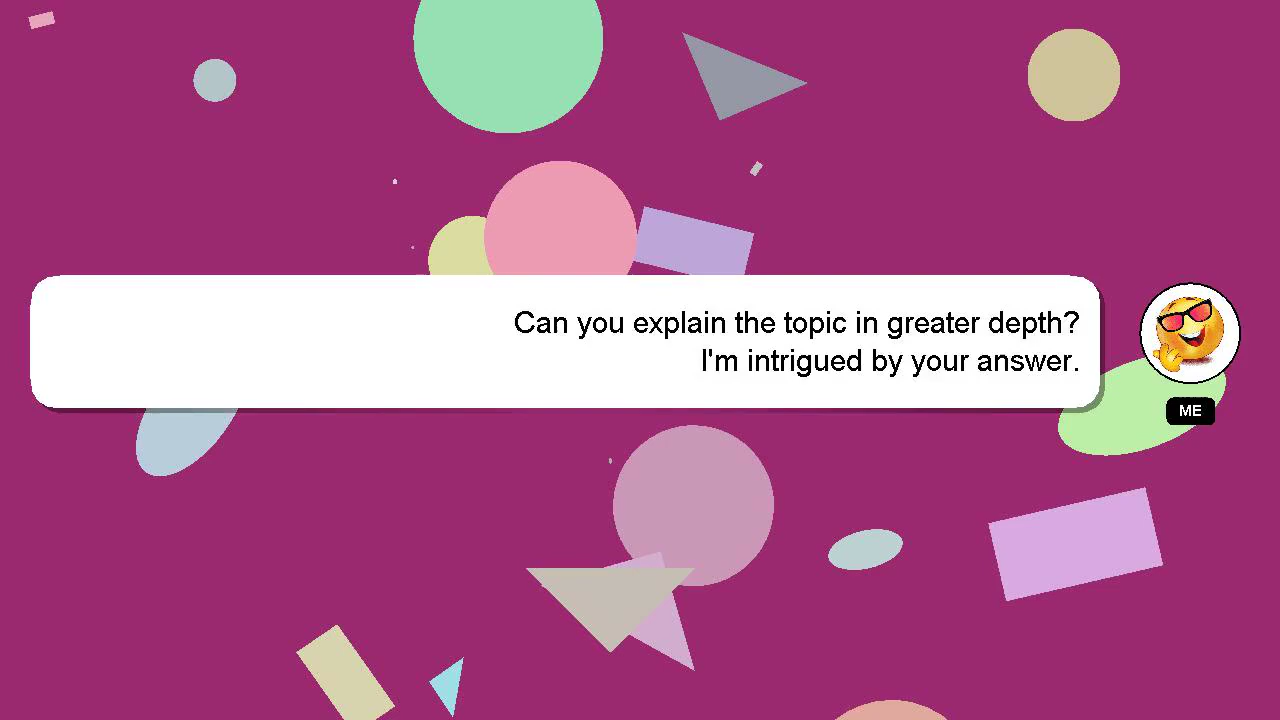 Can you explain the topic in greater depth?
I'm intrigued by your answer.
ME